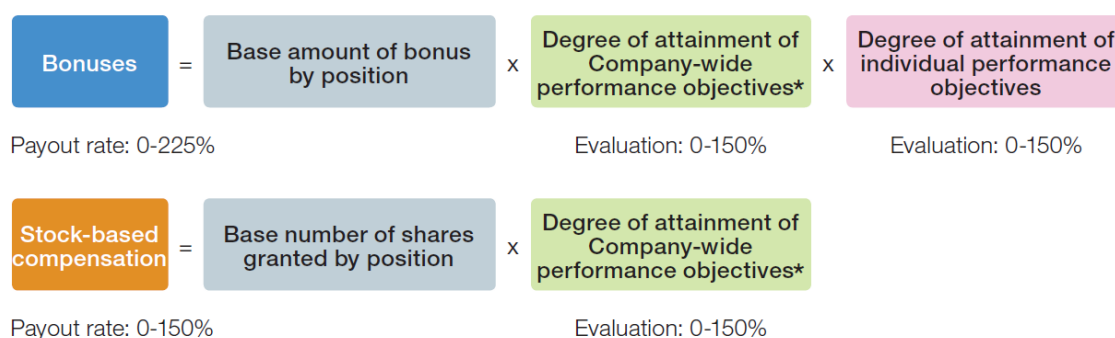 Bonuses = Base amount of bonus by position x Degree of attainment of Company-wide performance objectives* x Degree of attainment of individual performance objectives
Payout rate: 0-225% Evaluation: 0-150% Evaluation: 0-150%
Stock-based compensation = Base number of shares granted by position x Degree of attainment of Company-wide performance objectives*
Payout rate: 0-150% Evaluation: 0-150%